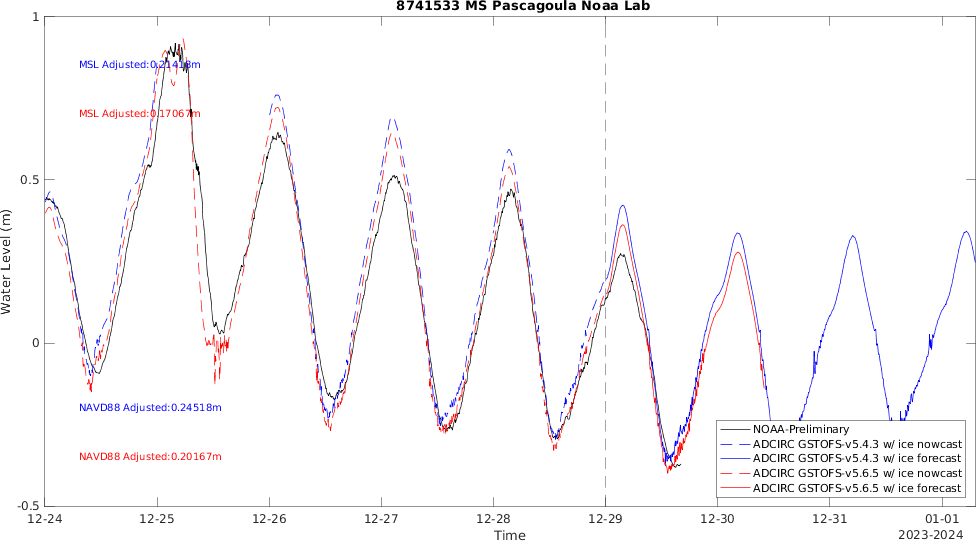 8741533 MS Pascagoula Noaa Lab
1
MSL Adjusted:0.21418m
MSL Adjusted:0.17067m
0.5
Water Level (m)
0
NAVD88 Adjusted:0.24518m
NAVD88 Adjusted:0.20167m
NOAA-Preliminary
ADCIRC GSTOFS-v5.4.3 w/ ice nowcast
ADCIRC GSTOFS-v5.4.3 w/ ice forecast
ADCIRC GSTOFS-v5.6.5 w/ ice nowcast
ADCIRC GSTOFS-v5.6.5 w/ ice forecast
-0.5
12-24 12-25 12-26 12-27 12-28 12-29 12-30 12-31 01-01
Time
2023-2024